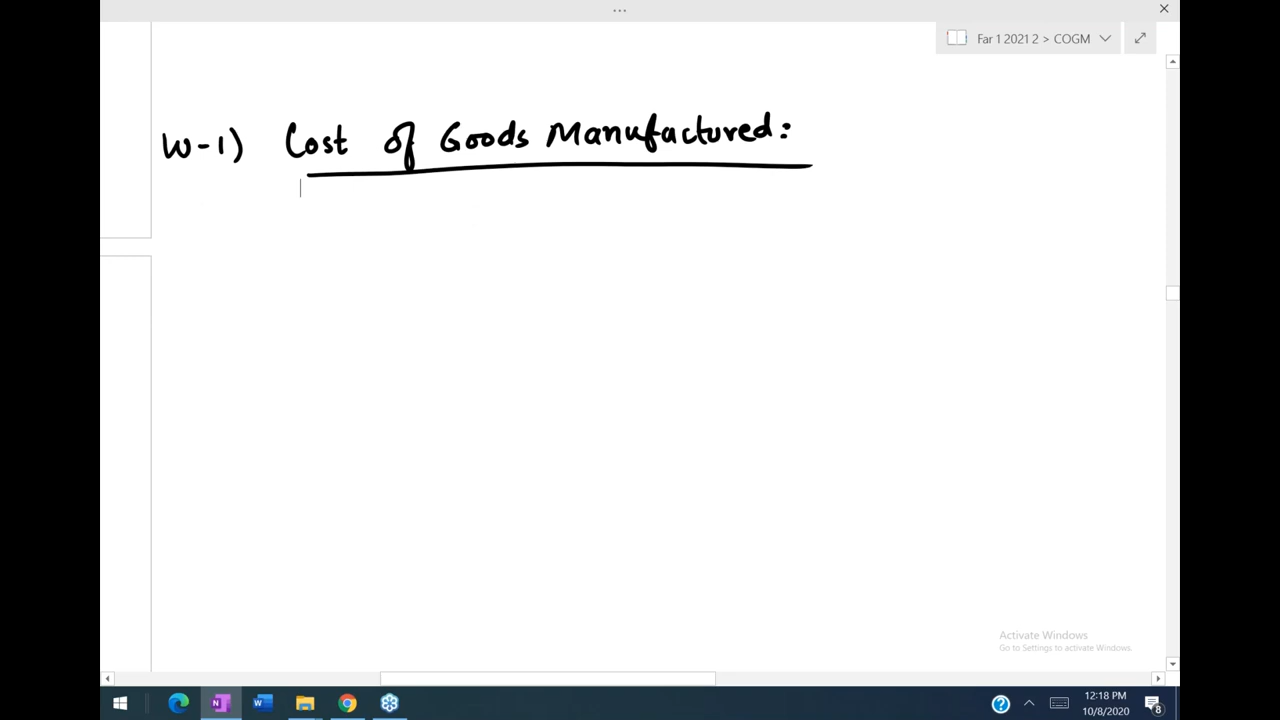 ...
Far 1 2021 2 > COGM
W-1) Cost of Goods Manufactured:
Activate Windows
Go to Settings to activate Windows.
12:18 PM
10/8/2020
8